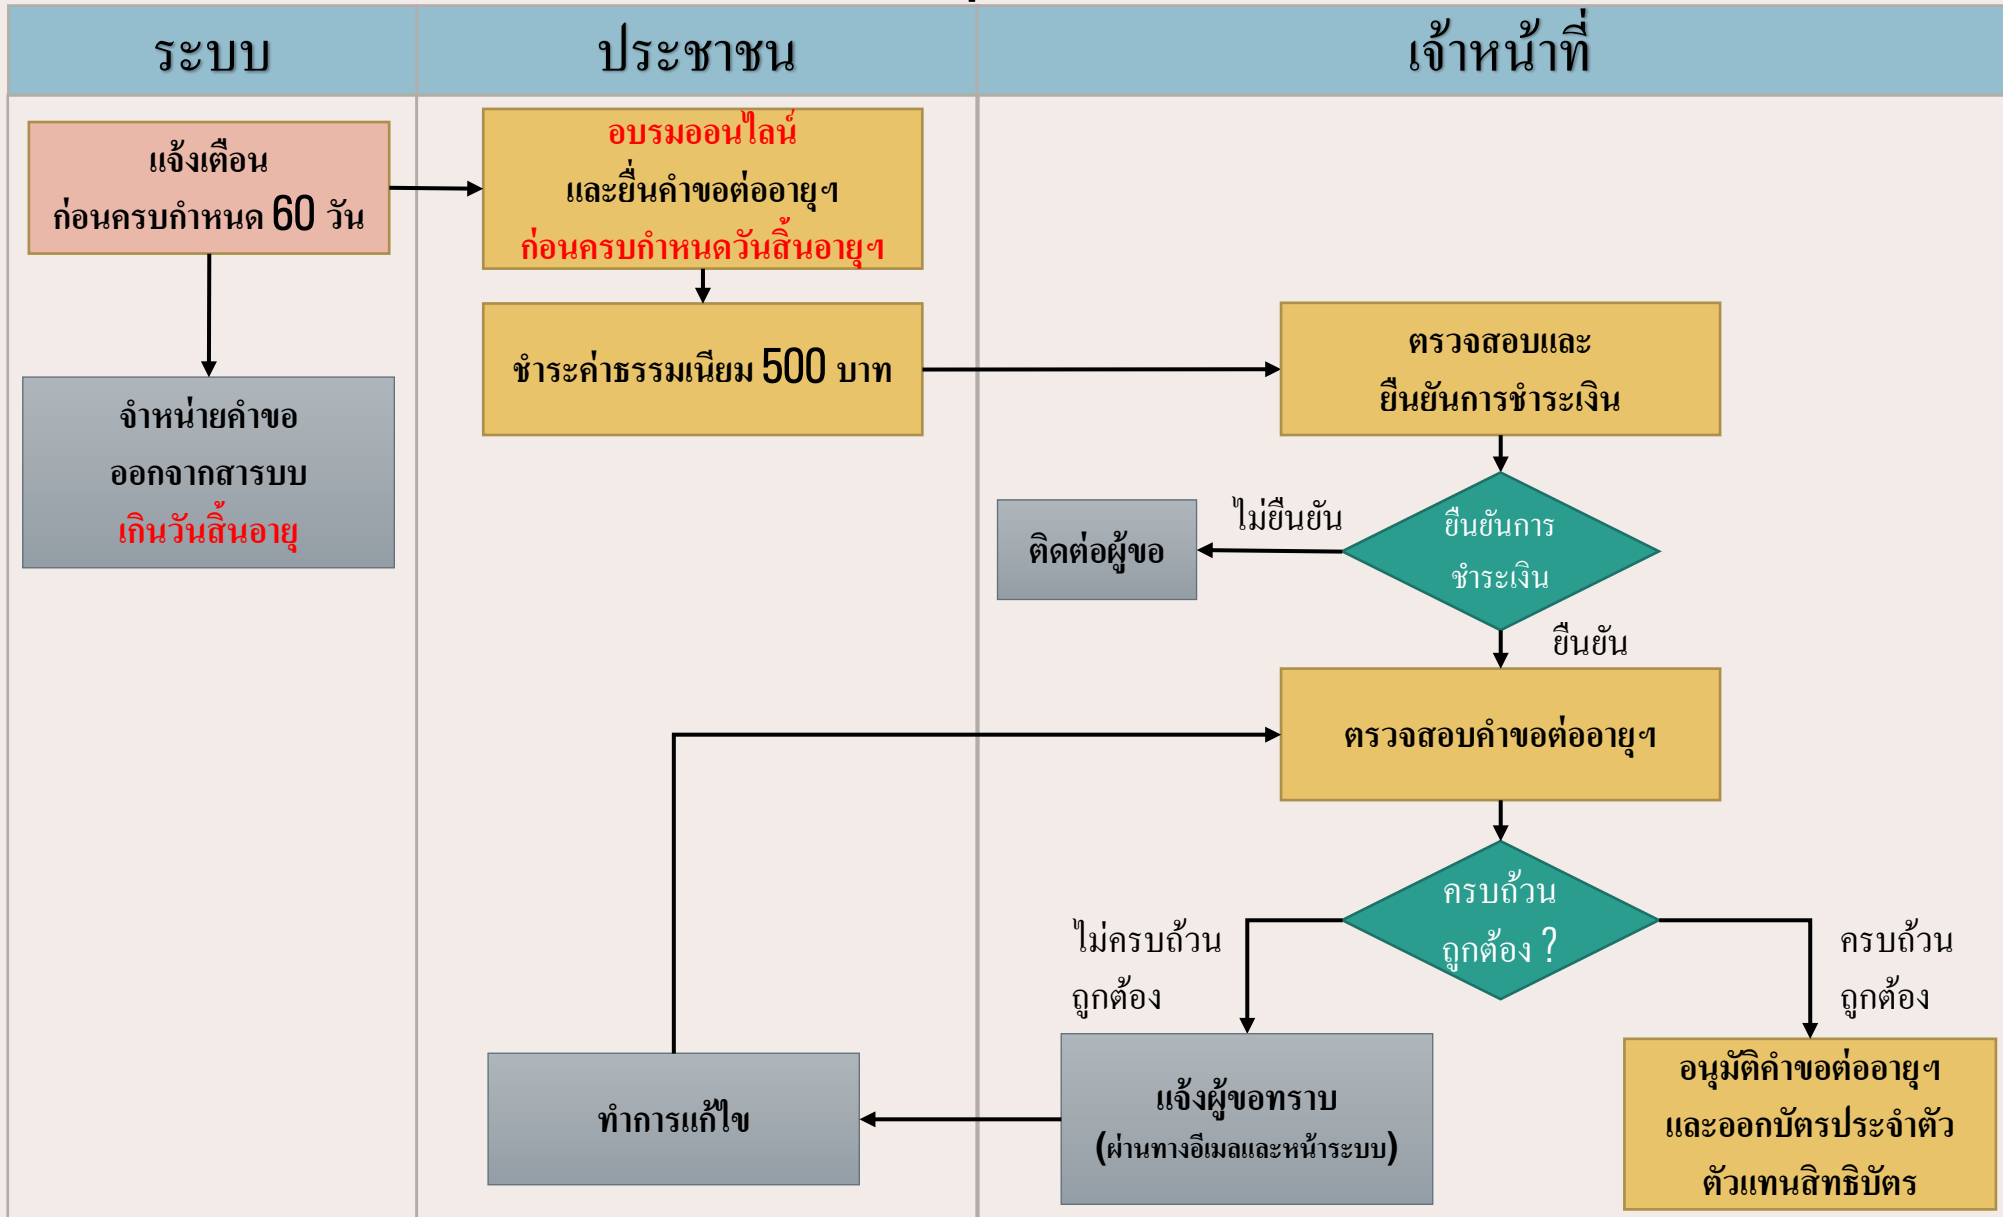 ระบบ
ประชาชน
เจ้าหน้าที่
แจ้งเตือน
ก่อนครบกำหนด 60 วัน
อบรมออนไลน์
และยื่นคำขอต่ออายุฯ
ก่อนครบกำหนดวันสิ้นอายุฯ
จำหน่ายคำขอ
ออกจากสารบบ
เกินวันสิ้นอายุ
ชำระค่าธรรมเนียม 500 บาท
ตรวจสอบและ
ยืนยันการชำระเงิน
ยืนยันการ
ชำระเงิน
ไม่ยืนยัน
ติดต่อผู้ขอ
ยืนยัน
ตรวจสอบคำขอต่ออายุฯ
ครบถ้วน
ถูกต้อง ?
ไม่ครบถ้วน
ถูกต้อง
ครบถ้วน
ถูกต้อง
แจ้งผู้ขอทราบ
(ผ่านทางอีเมลและหน้าระบบ)
ทำการแก้ไข
อนุมัติคำขอต่ออายุฯ
และออกบัตรประจำตัว
ตัวแทนสิทธิบัตร